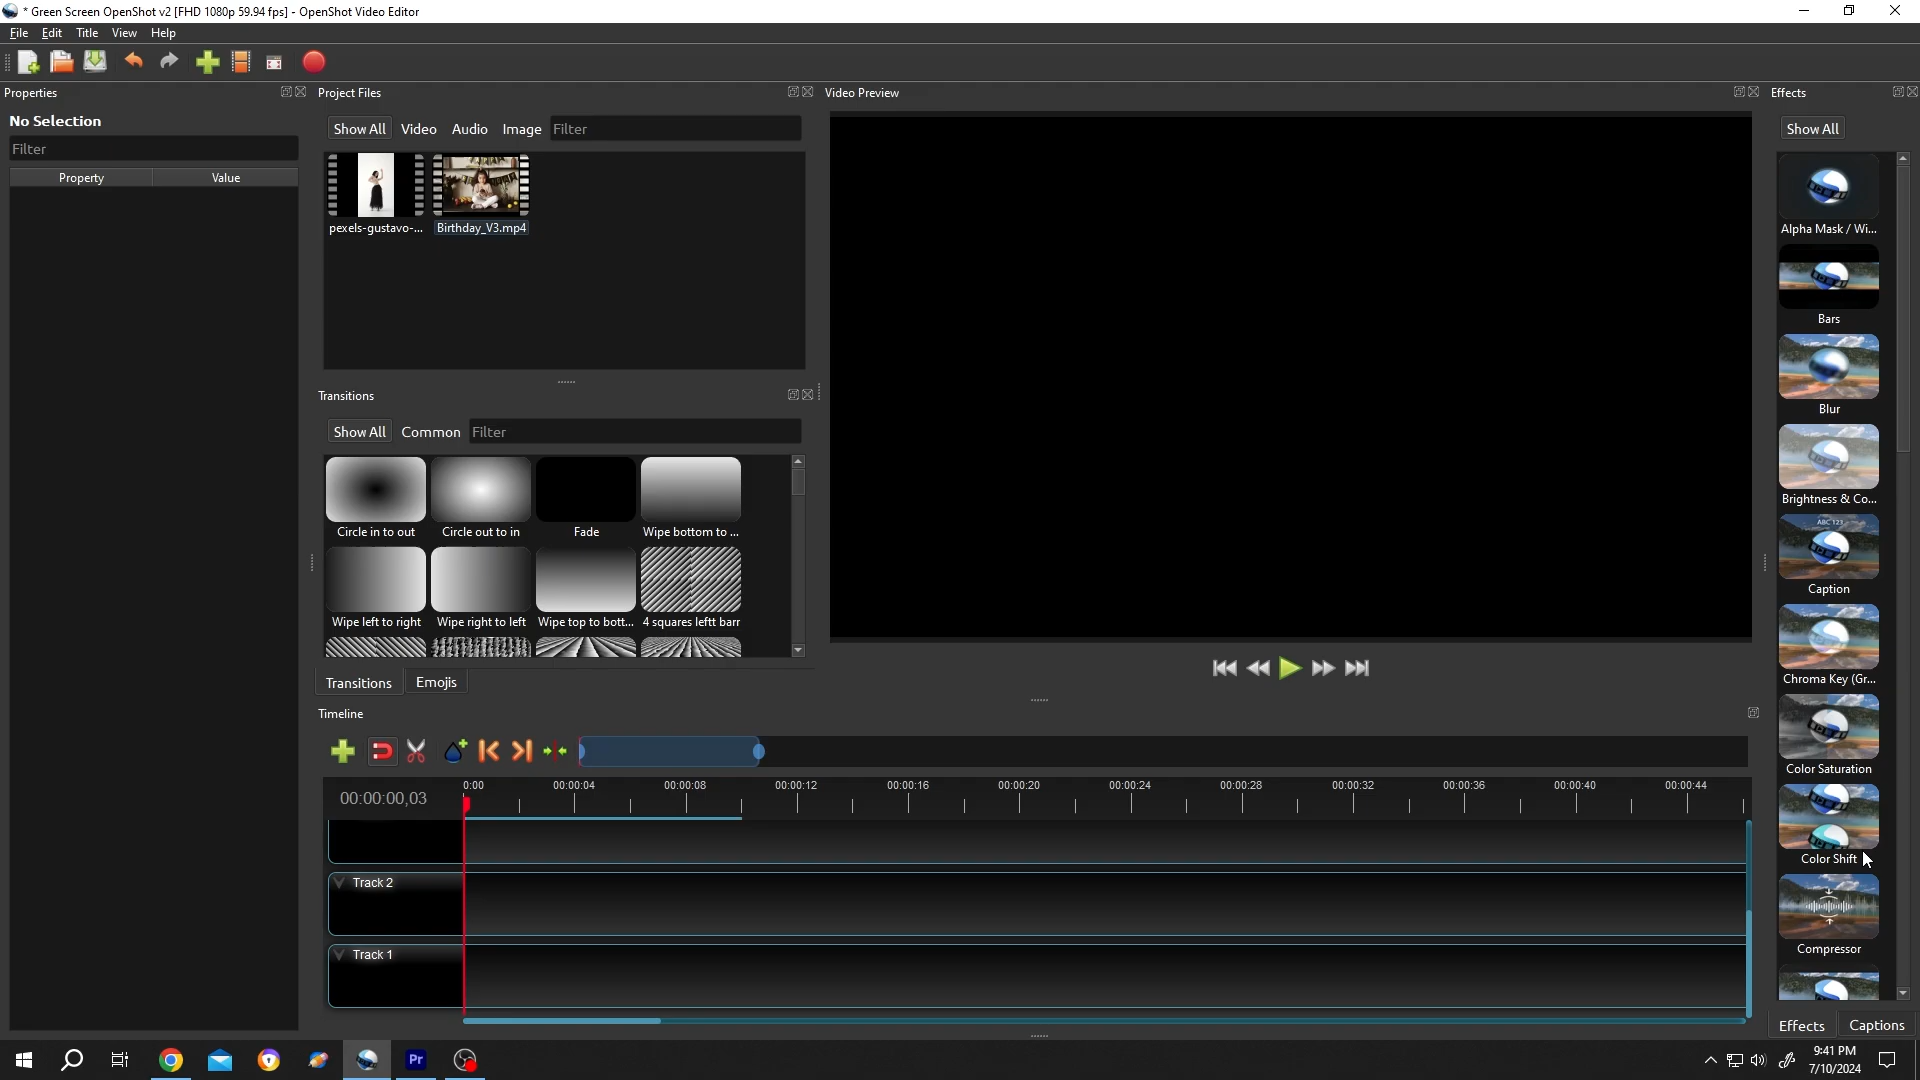 * Green Screen OpenShot v2 [FHD 1080p 59.94 fps] - OpenShot Video Editor
File Edit Title View Help
Properties
Project Files
Video Preview
Effects
No Selection
Filter
Property Value
Show All Video Audio Image Filter
pexels-gustavo-... Birthday_V3.mp4
Transitions
Show All Common Filter
Circle in to out Circle out to in Fade Wipe bottom to ...
Wipe left to right Wipe right to left Wipe top to bott... 4 squares leftt barr
Transitions Emojis
Show All
Alpha Mask / Wi...
Bars
Blur
Brightness & Co...
ABC 123
Caption
Chroma Key (Gr...
Color Saturation
Color Shift
Compressor
Effects Captions
Timeline
00:00:00,03
0:00 00:00:04 00:00:08 00:00:12 00:00:16 00:00:20 00:00:24 00:00:28 00:00:32 00:00:36 00:00:40 00:00:44
Track 2
Track 1
Pr
9:41 PM
7/10/2024